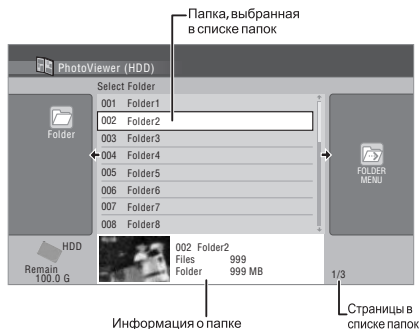 Папка, выбранная
в списке папок
PhotoViewer (HDD)
Select Folder
001 Folder1
002 Folder2
003 Folder3
004 Folder4
005 Folder5
006 Folder6
007 Folder7
008 Folder8
Folder
FOLDER
MENU
HDD
Remain
100.0 G
002 Folder2
Files 999
Folder 999 MB
1/3
Информация о папке
Страницы в
списке папок